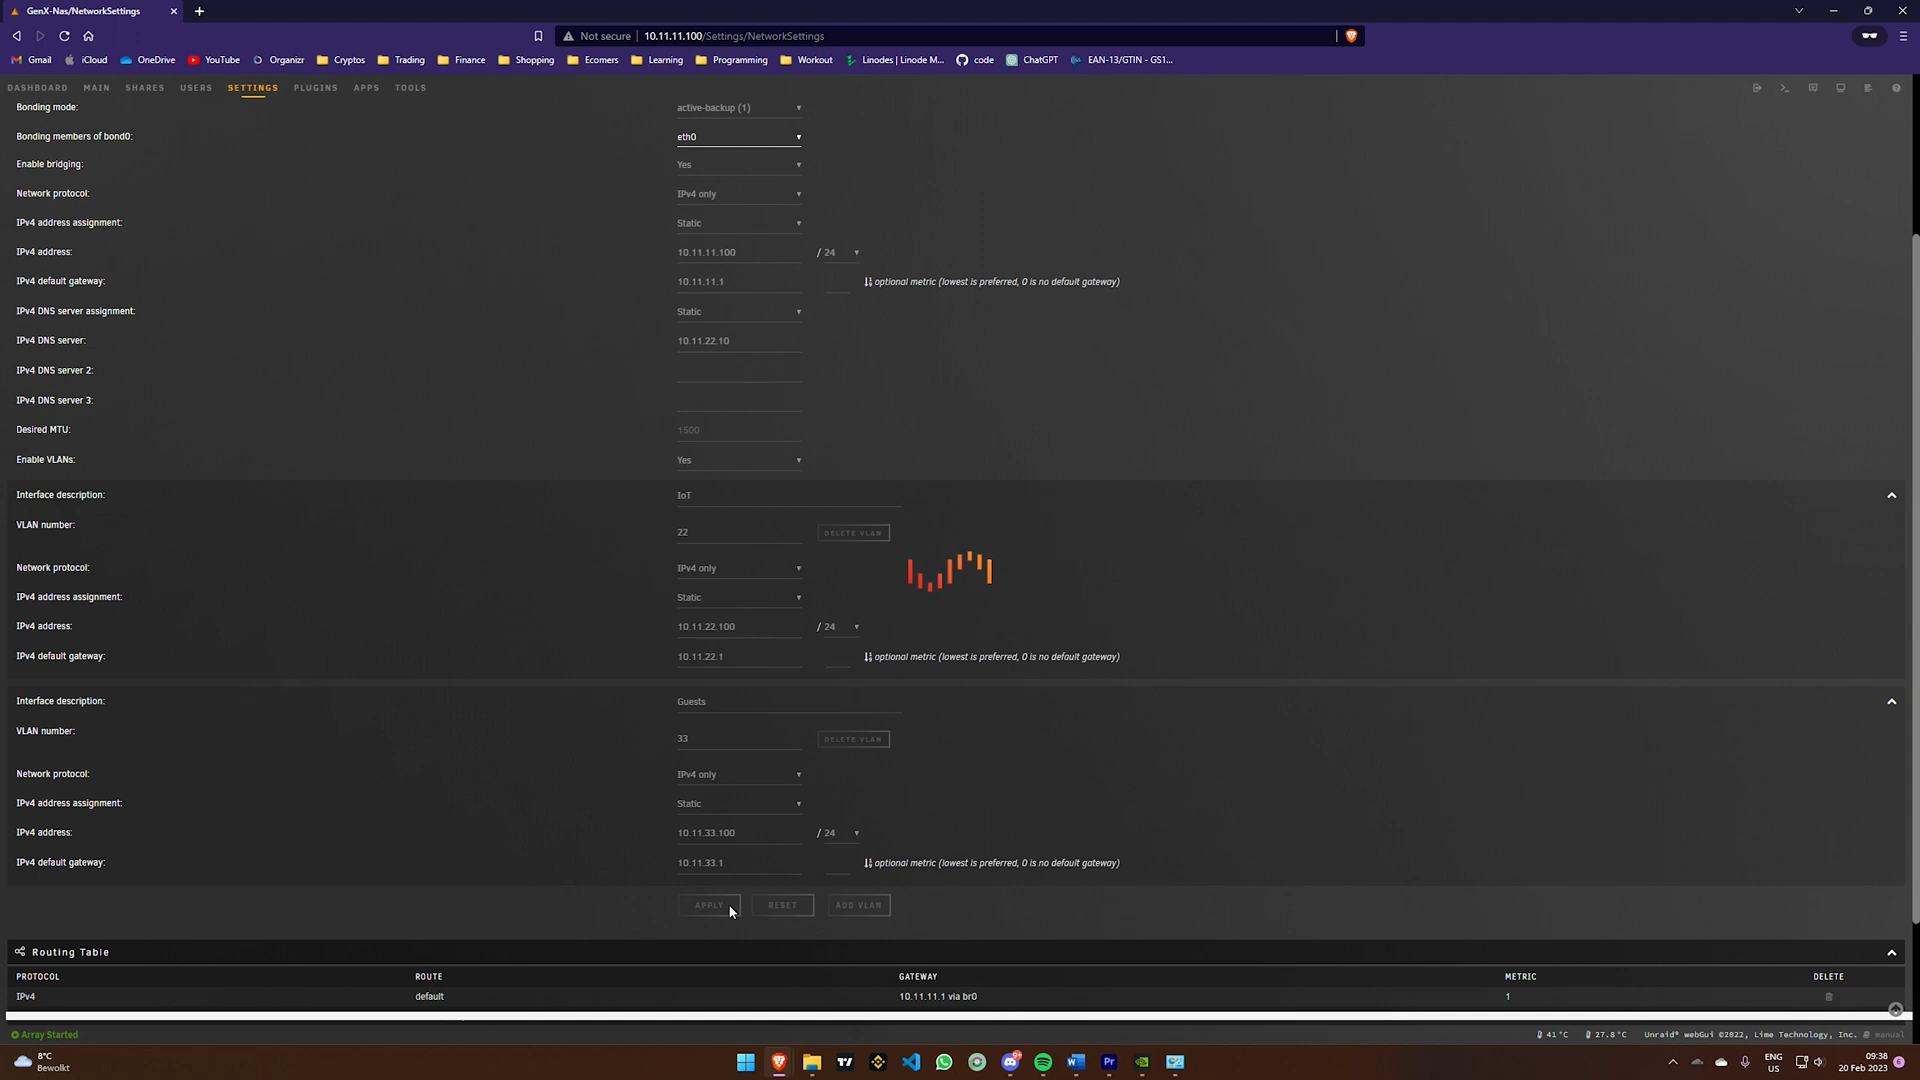 GenX-Nas/NetworkSettings
Not secure 10.11.11.100/Settings/NetworkSettings
Gmail iCloud OneDrive YouTube Organizr Cryptos Trading Finance Shopping Ecomers Learning Programming Workout Linodes | Linode M... code ChatGPT EAN-13/GTIN - GS1...
DASHBOARD MAIN SHARES USERS SETTINGS PLUGINS APPS TOOLS
Bonding mode: active-backup (1)
Bonding members of bond0: eth0
Enable bridging: Yes
Network protocol: IPv4 only
IPv4 address assignment: Static
IPv4 address: 10.11.11.100 / 24
IPv4 default gateway: 10.11.11.1 optional metric (lowest is preferred, 0 is no default gateway)
IPv4 DNS server assignment: Static
IPv4 DNS server: 10.11.22.10
IPv4 DNS server 2:
IPv4 DNS server 3:
Desired MTU: 1500
Enable VLANs: Yes
Interface description: IoT
VLAN number: 22 DELETE VLAN
Network protocol: IPv4 only
IPv4 address assignment: Static
IPv4 address: 10.11.22.100 / 24
IPv4 default gateway: 10.11.22.1 optional metric (lowest is preferred, 0 is no default gateway)
Interface description: Guests
VLAN number: 33 DELETE VLAN
Network protocol: IPv4 only
IPv4 address assignment: Static
IPv4 address: 10.11.33.100 / 24
IPv4 default gateway: 10.11.33.1 optional metric (lowest is preferred, 0 is no default gateway)
APPLY RESET ADD VLAN
Routing Table
PROTOCOL ROUTE GATEWAY METRIC DELETE
IPv4 default 10.11.11.1 via br0 1
Array Started 41°C 27.8°C Unraid® webGui ©2022, Lime Technology, Inc. manual
8°C
Bewolkt
ENG
US
09:38
20 Feb 2023
6